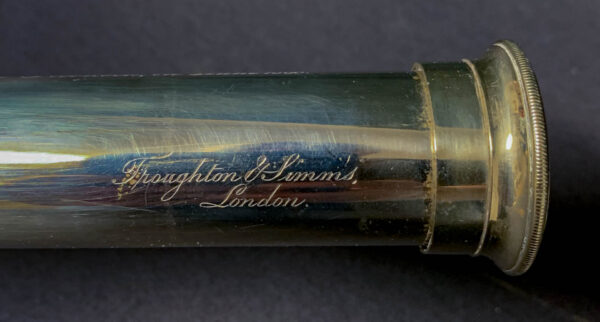 Troughton & Simms,
London.